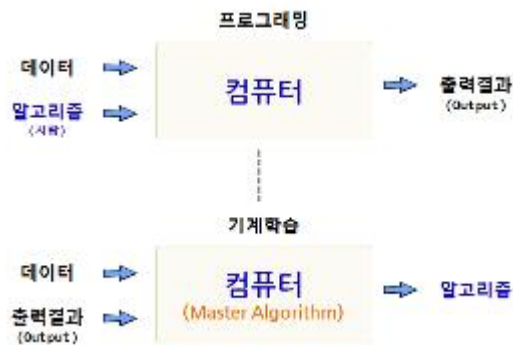 프로그래밍
데이터
알고리즘
(사람)
컴퓨터
출력결과
(Output)
기계학습
데이터
출력결과
(Output)
컴퓨터
(Master Algorithm)
알고리즘